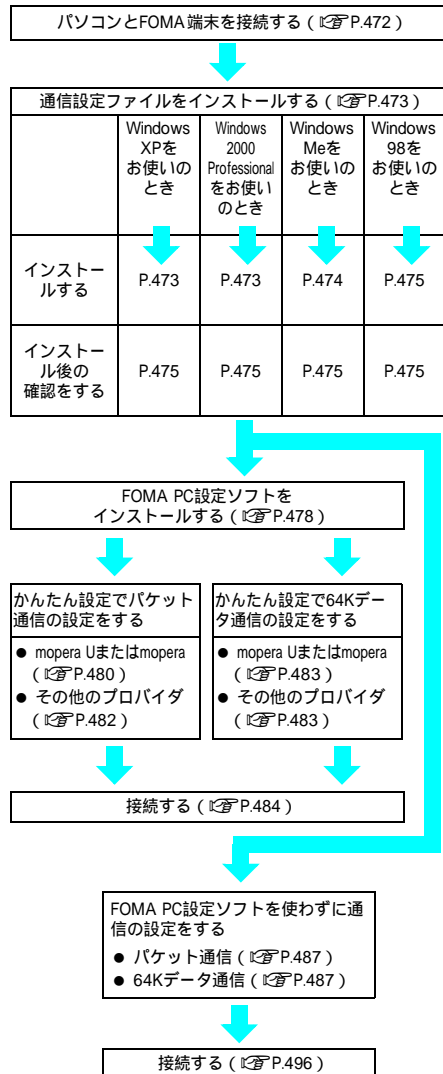 パソコンとFOMA端末を接続する（☞P.472）
通信設定ファイルをインストールする（☞P.473）
Windows
XPを
お使いの
とき
Windows
2000
Professional
をお使い
のとき
Windows
Meを
お使いの
とき
Windows
98を
お使いの
とき
インストー
ルする
P.473
P.473
P.474
P.475
インストー
ル後の
確認をする
P.475
P.475
P.475
P.475
FOMA PC設定ソフトを
インストールする（☞P.478）
かんたん設定でパケット
通信の設定をする
● mopera Uまたはmopera
（☞P.480）
● その他のプロバイダ
（☞P.482）
かんたん設定で64Kデー
タ通信の設定をする
● mopera Uまたはmopera
（☞P.483）
● その他のプロバイダ
（☞P.483）
接続する（☞P.484）
FOMA PC設定ソフトを使わずに通
信の設定をする
● パケット通信（☞P.487）
● 64Kデータ通信（☞P.487）
接続する（☞P.496）